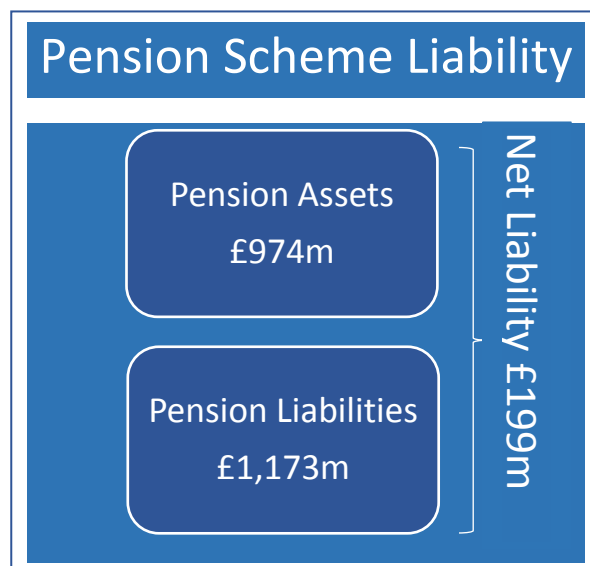 Pension Scheme Liability
Pension Assets
£974m
Pension Liabilities
£1,173m
Net Liability £199m